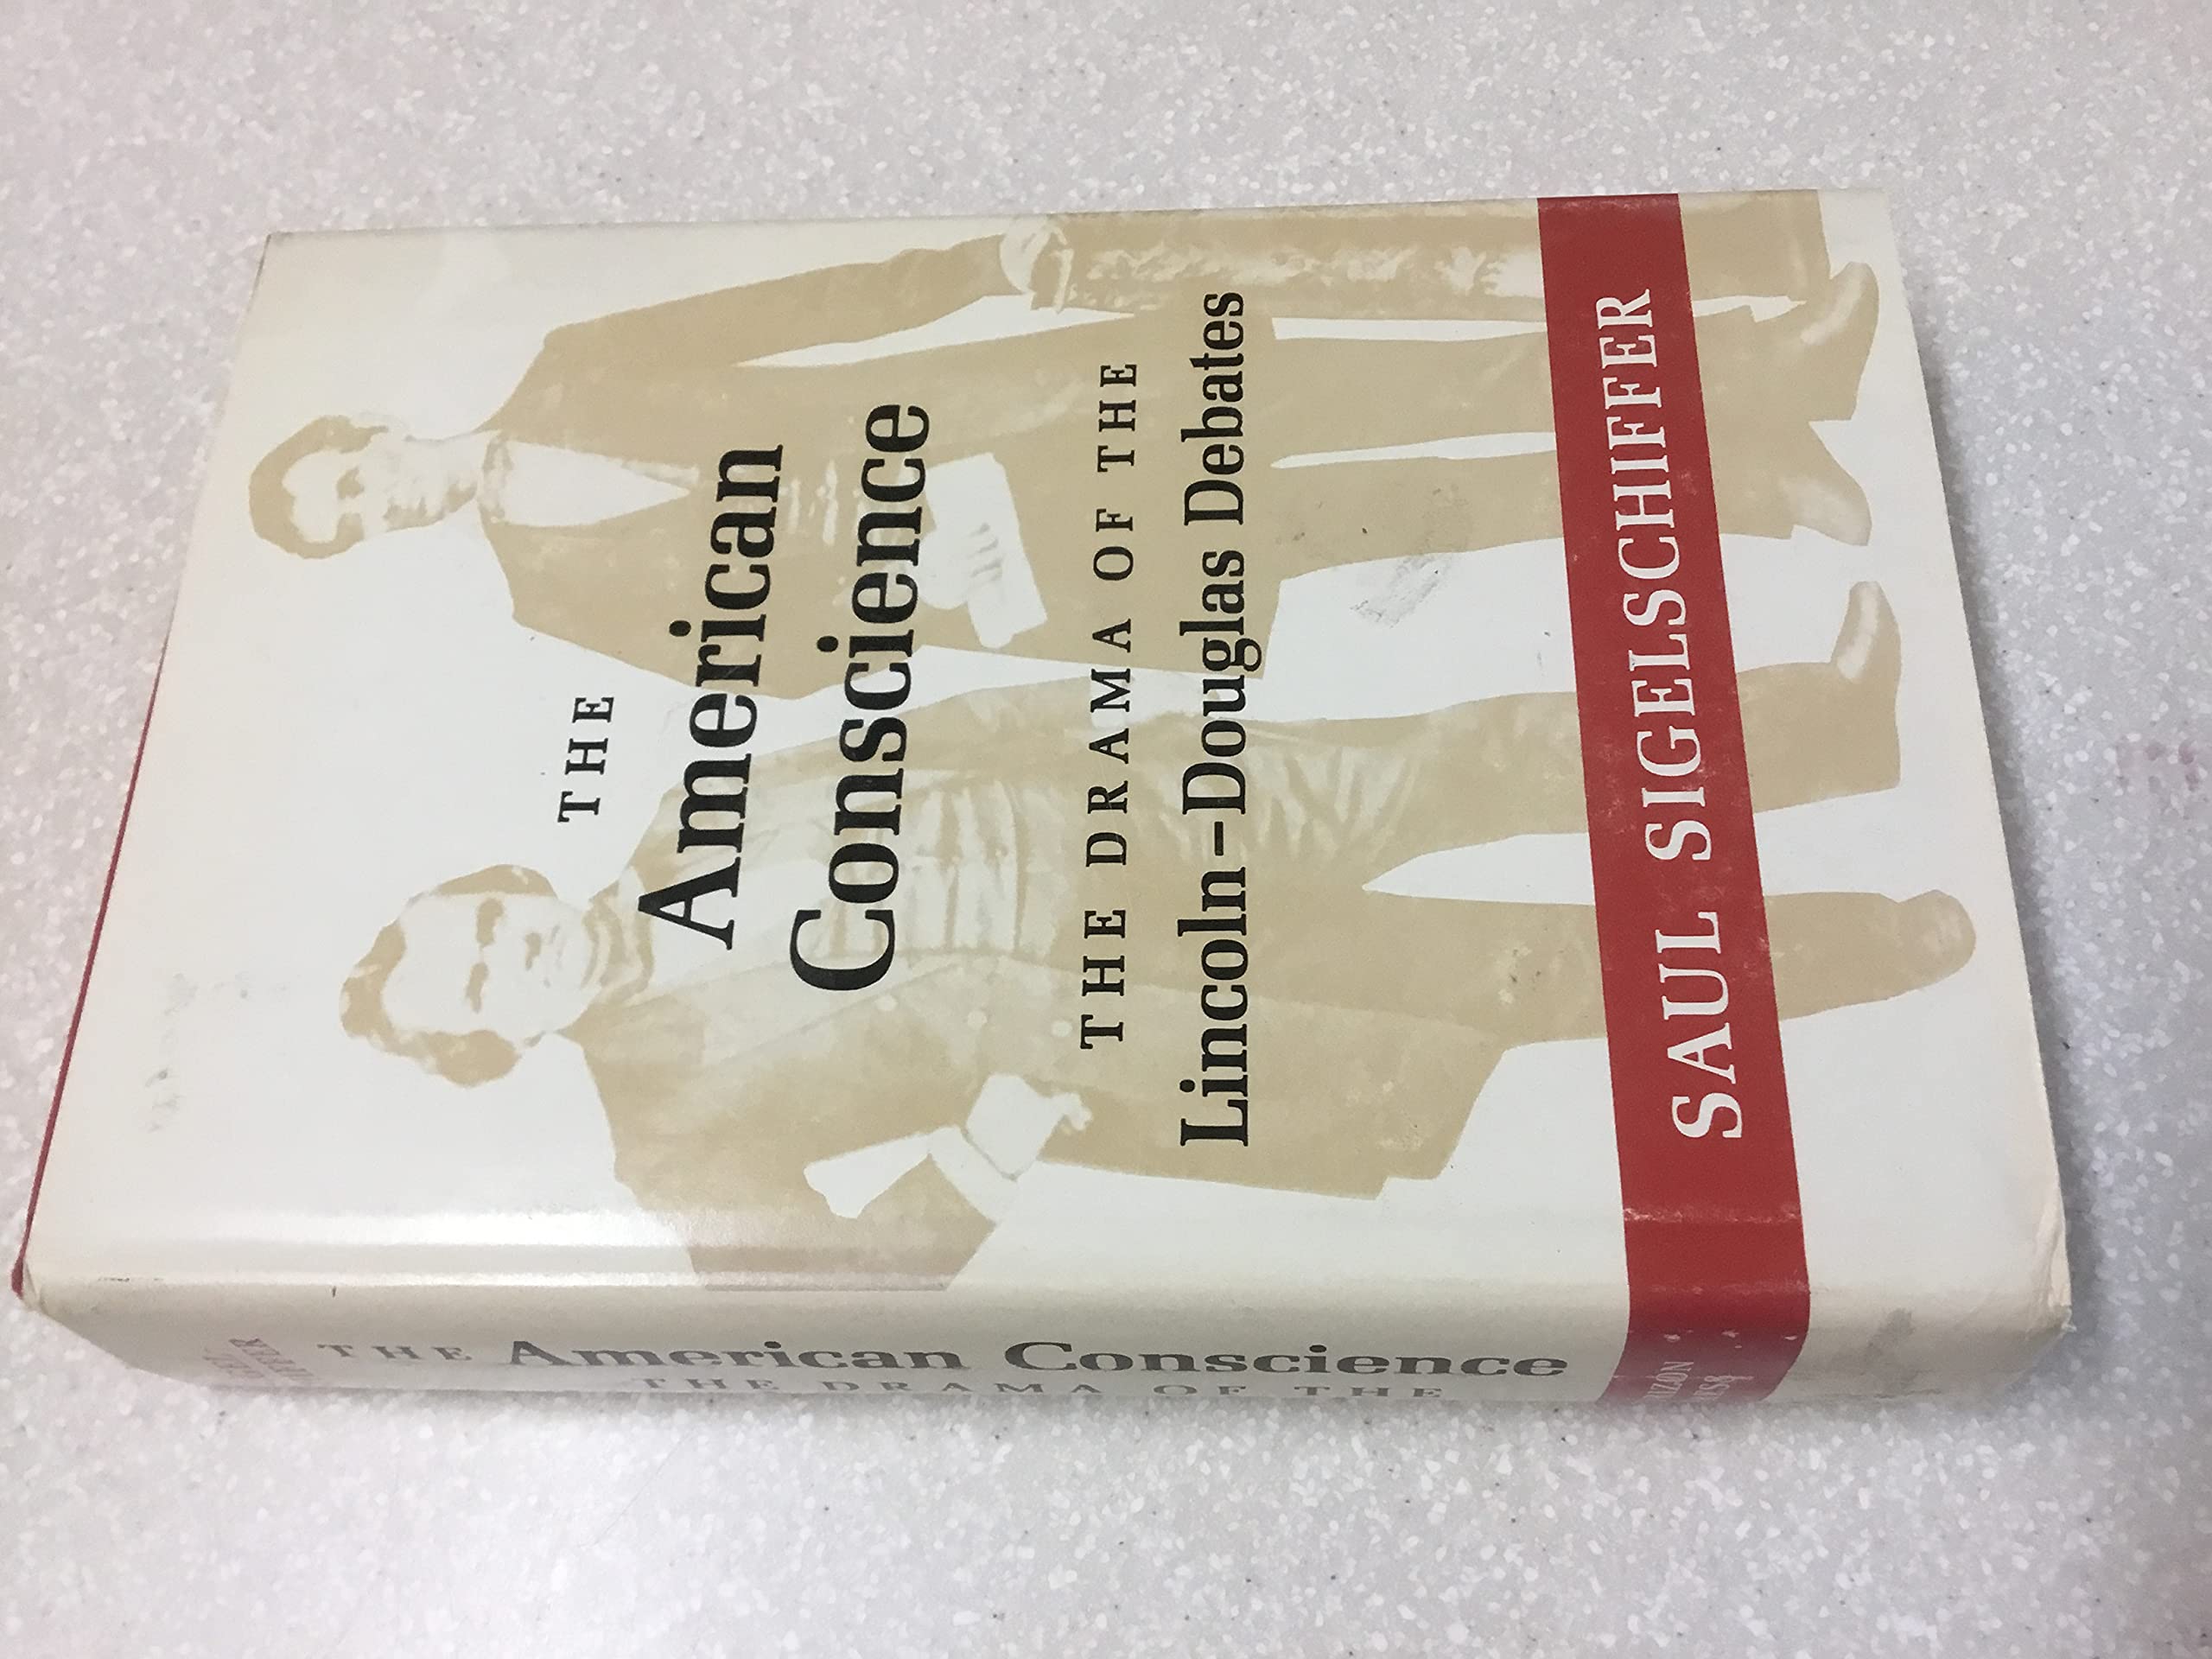 THE
American
Conscience
THE DRAMA OF THE
Lincoln-Douglas Debates
SAUL SIGELSCHIFFER
THE American Conscience
THE DRAMA OF THE